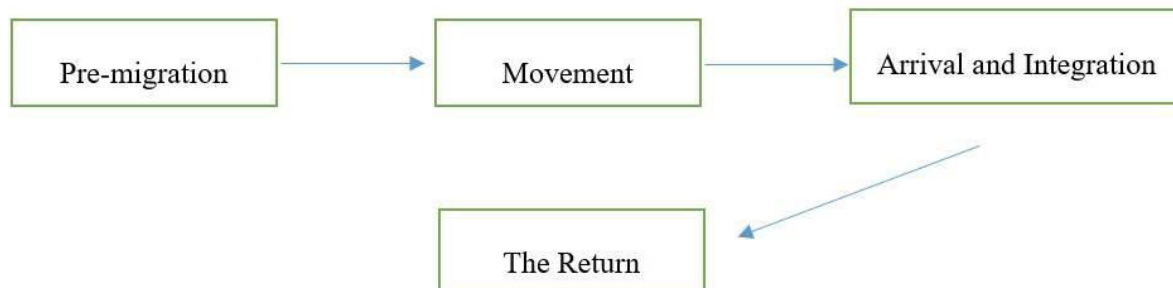 Pre-migration
Movement
Arrival and Integration
The Return